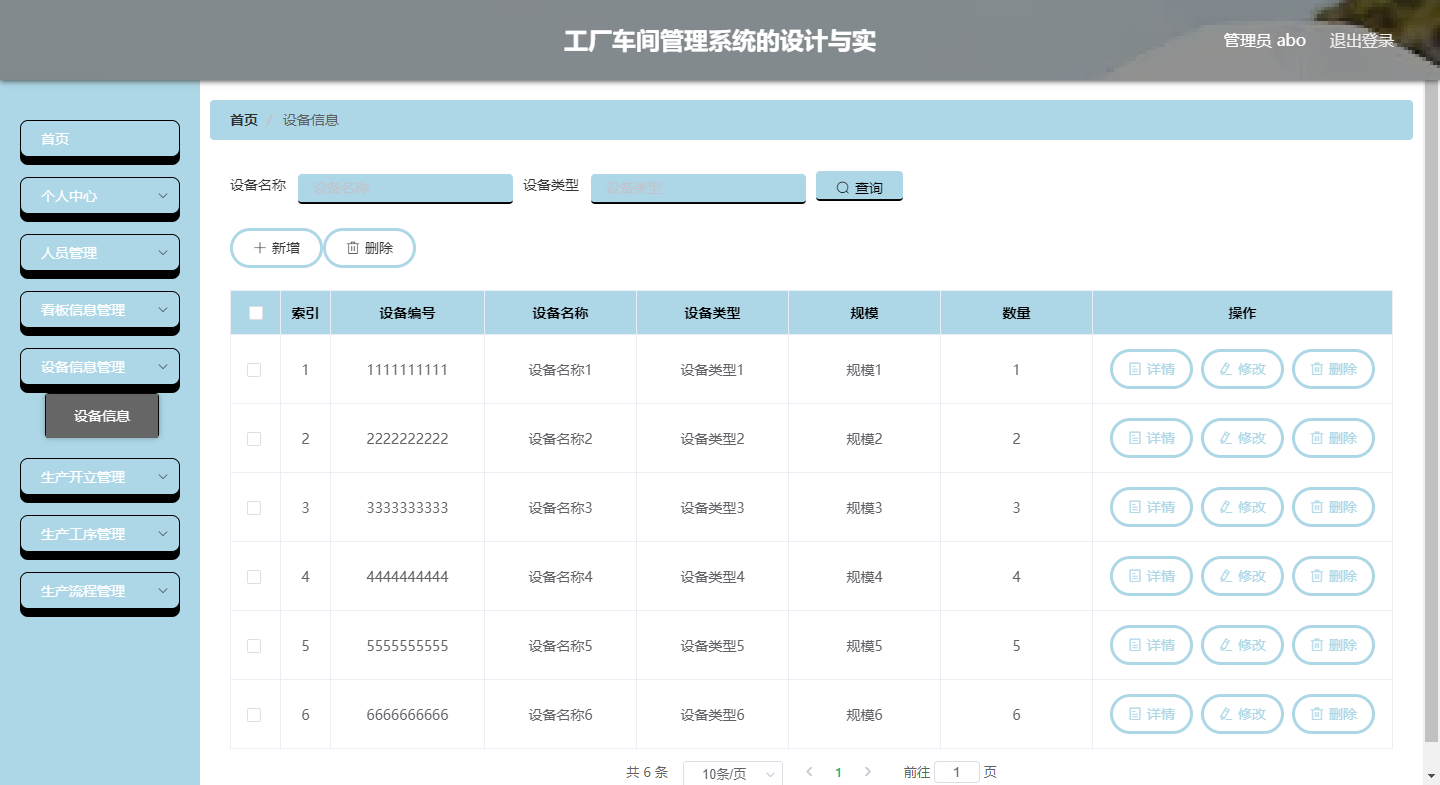 工厂车间管理系统的设计与实
管理员 abo 退出登录
首页
个人中心
人员管理
看板信息管理
设备信息管理
设备信息
生产开立管理
生产工序管理
生产流程管理
首页 / 设备信息
设备名称 设备名称 设备类型 设备类型 查询
新增 删除
索引 设备编号 设备名称 设备类型 规模 数量 操作
1 1111111111 设备名称1 设备类型1 规模1 1 详情 修改 删除
2 2222222222 设备名称2 设备类型2 规模2 2 详情 修改 删除
3 3333333333 设备名称3 设备类型3 规模3 3 详情 修改 删除
4 4444444444 设备名称4 设备类型4 规模4 4 详情 修改 删除
5 5555555555 设备名称5 设备类型5 规模5 5 详情 修改 删除
6 6666666666 设备名称6 设备类型6 规模6 6 详情 修改 删除
共 6 条 10条/页 1 前往 1 页